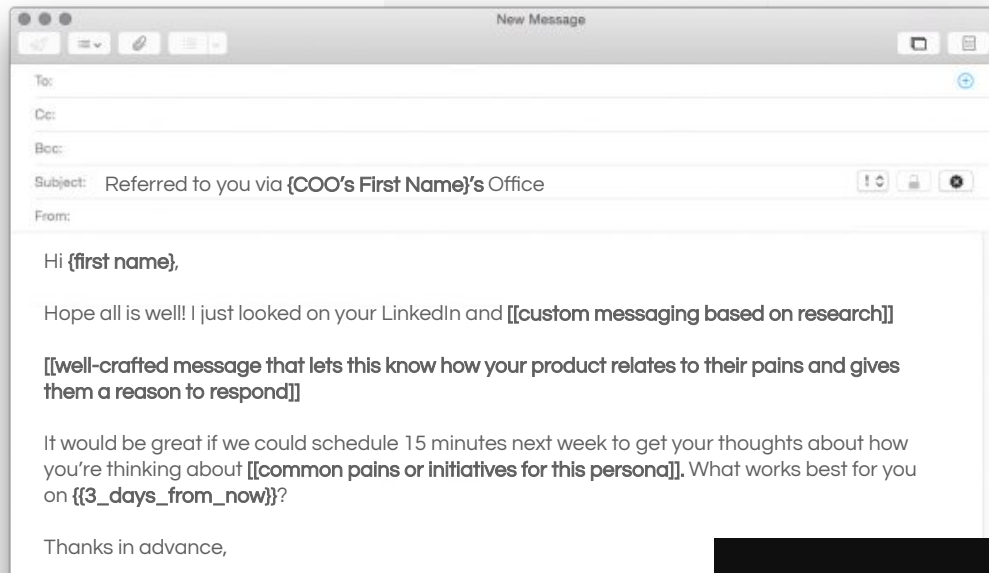 New Message
To:
Cc:
Bcc:
Subject: Referred to you via {COO's First Name}'s Office
From:
Hi {first name},
Hope all is well! I just looked on your LinkedIn and [[custom messaging based on research]]
[[well-crafted message that lets this know how your product relates to their pains and gives
them a reason to respond]]
It would be great if we could schedule 15 minutes next week to get your thoughts about how
you're thinking about [[common pains or initiatives for this persona]]. What works best for you
on {{3_days_from_now}}?
Thanks in advance,